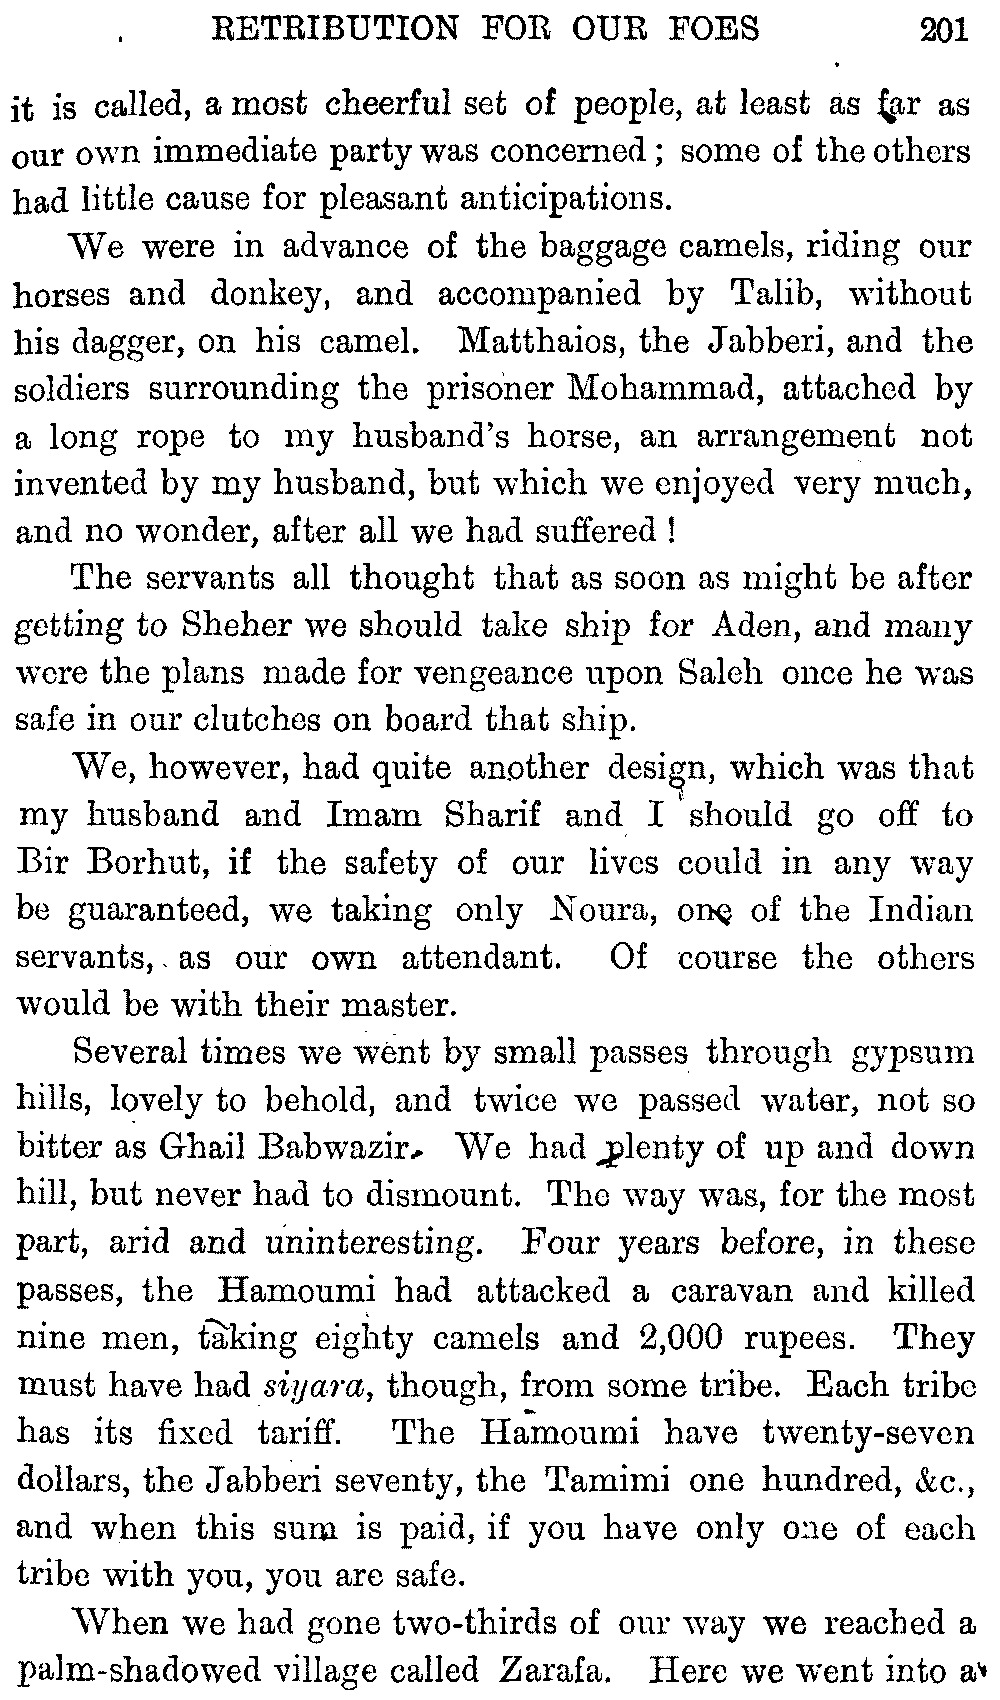 RETRIBUTION FOR OUR FOES 201
it is called, a most cheerful set of people, at least as far as
our own immediate party was concerned; some of the others
had little cause for pleasant anticipations.
We were in advance of the baggage camels, riding our
horses and donkey, and accompanied by Talib, without
his dagger, on his camel. Matthaios, the Jabberi, and the
soldiers surrounding the prisoner Mohammad, attached by
a long rope to my husband's horse, an arrangement not
invented by my husband, but which we enjoyed very much,
and no wonder, after all we had suffered!
The servants all thought that as soon as might be after
getting to Sheher we should take ship for Aden, and many
were the plans made for vengeance upon Saleh once he was
safe in our clutches on board that ship.
We, however, had quite another design, which was that
my husband and Imam Sharif and I should go off to
Bir Borhut, if the safety of our lives could in any way
be guaranteed, we taking only Noura, one of the Indian
servants, as our own attendant. Of course the others
would be with their master.
Several times we went by small passes through gypsum
hills, lovely to behold, and twice we passed water, not so
bitter as Ghail Babwazir. We had plenty of up and down
hill, but never had to dismount. The way was, for the most
part, arid and uninteresting. Four years before, in these
passes, the Hamoumi had attacked a caravan and killed
nine men, taking eighty camels and 2,000 rupees. They
must have had siyara, though, from some tribe. Each tribe
has its fixed tariff. The Hamoumi have twenty-seven
dollars, the Jabberi seventy, the Tamimi one hundred, &c.,
and when this sum is paid, if you have only one of each
tribe with you, you are safe.
When we had gone two-thirds of our way we reached a
palm-shadowed village called Zarafa. Here we went into a